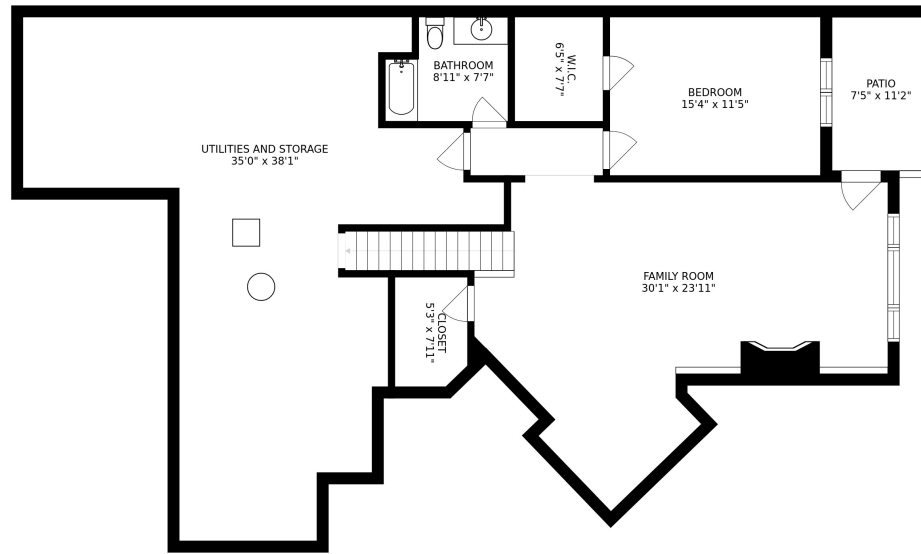 BATHROOM
8'11" x 7'7"
W.I.C.
6'5" x 7'7"
BEDROOM
15'4" x 11'5"
PATIO
7'5" x 11'2"
UTILITIES AND STORAGE
35'0" x 38'1"
FAMILY ROOM
30'1" x 23'11"
CLOSET
5'3" x 7'11"